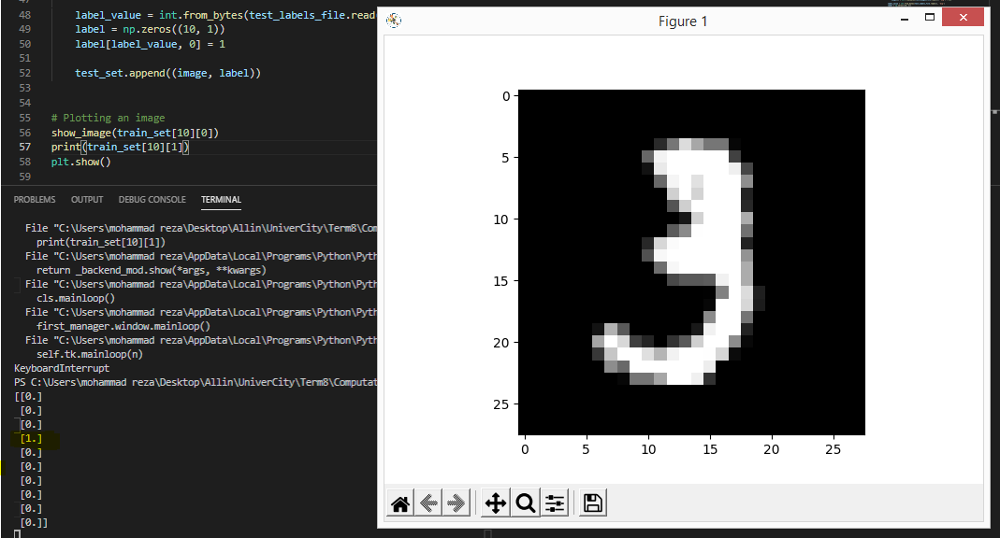 48 label_value = int.from_bytes(test_labels_file.read
49 label = np.zeros((10, 1))
50 label[label_value, 0] = 1
51
52 test_set.append((image, label))
53
54
55 # Plotting an image
56 show_image(train_set[10][0])
57 print(train_set[10][1])
58 plt.show()
59
PROBLEMS OUTPUT DEBUG CONSOLE TERMINAL
File "C:\Users\mohammad reza\Desktop\Allin\UniverCity\Term8\Com
print(train_set[10][1])
File "C:\Users\mohammad reza\AppData\Local\Programs\Python\Pyth
return _backend_mod.show(*args, **kwargs)
File "C:\Users\mohammad reza\AppData\Local\Programs\Python\Pyth
cls.mainloop()
File "C:\Users\mohammad reza\AppData\Local\Programs\Python\Pyth
first_manager.window.mainloop()
File "C:\Users\mohammad reza\AppData\Local\Programs\Python\Pyth
self.tk.mainloop(n)
KeyboardInterrupt
PS C:\Users\mohammad reza\Desktop\Allin\UniverCity\Term8\Computat
[[0.]
[0.]
[0.]
[1.]
[0.]
[0.]
[0.]
[0.]
[0.]
[0.]]
Figure 1
0
5
10
15
20
25
0 5 10 15 20 25
3